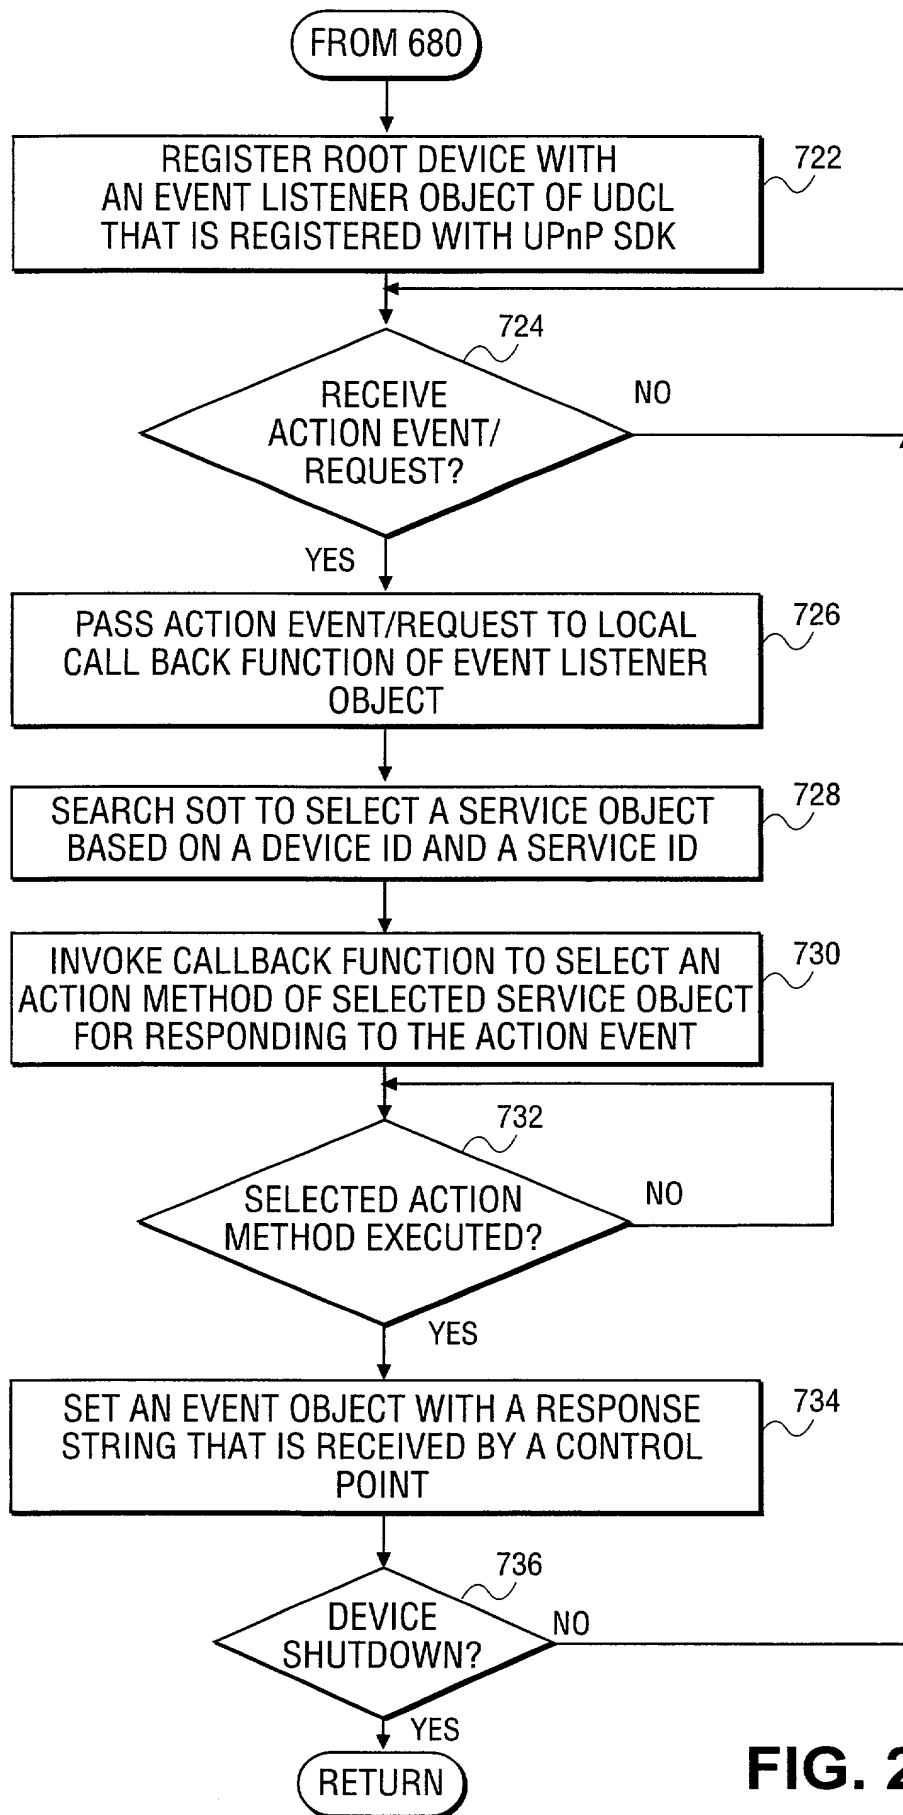 FROM 680
REGISTER ROOT DEVICE WITH
AN EVENT LISTENER OBJECT OF UDCL
THAT IS REGISTERED WITH UPnP SDK
722
724
RECEIVE
ACTION EVENT/
REQUEST?
NO
YES
PASS ACTION EVENT/REQUEST TO LOCAL
CALL BACK FUNCTION OF EVENT LISTENER
OBJECT
726
SEARCH SOT TO SELECT A SERVICE OBJECT
BASED ON A DEVICE ID AND A SERVICE ID
728
INVOKE CALLBACK FUNCTION TO SELECT AN
ACTION METHOD OF SELECTED SERVICE OBJECT
FOR RESPONDING TO THE ACTION EVENT
730
732
SELECTED ACTION
METHOD EXECUTED?
NO
YES
SET AN EVENT OBJECT WITH A RESPONSE
STRING THAT IS RECEIVED BY A CONTROL
POINT
734
736
DEVICE
SHUTDOWN?
NO
YES
RETURN
FIG. 2